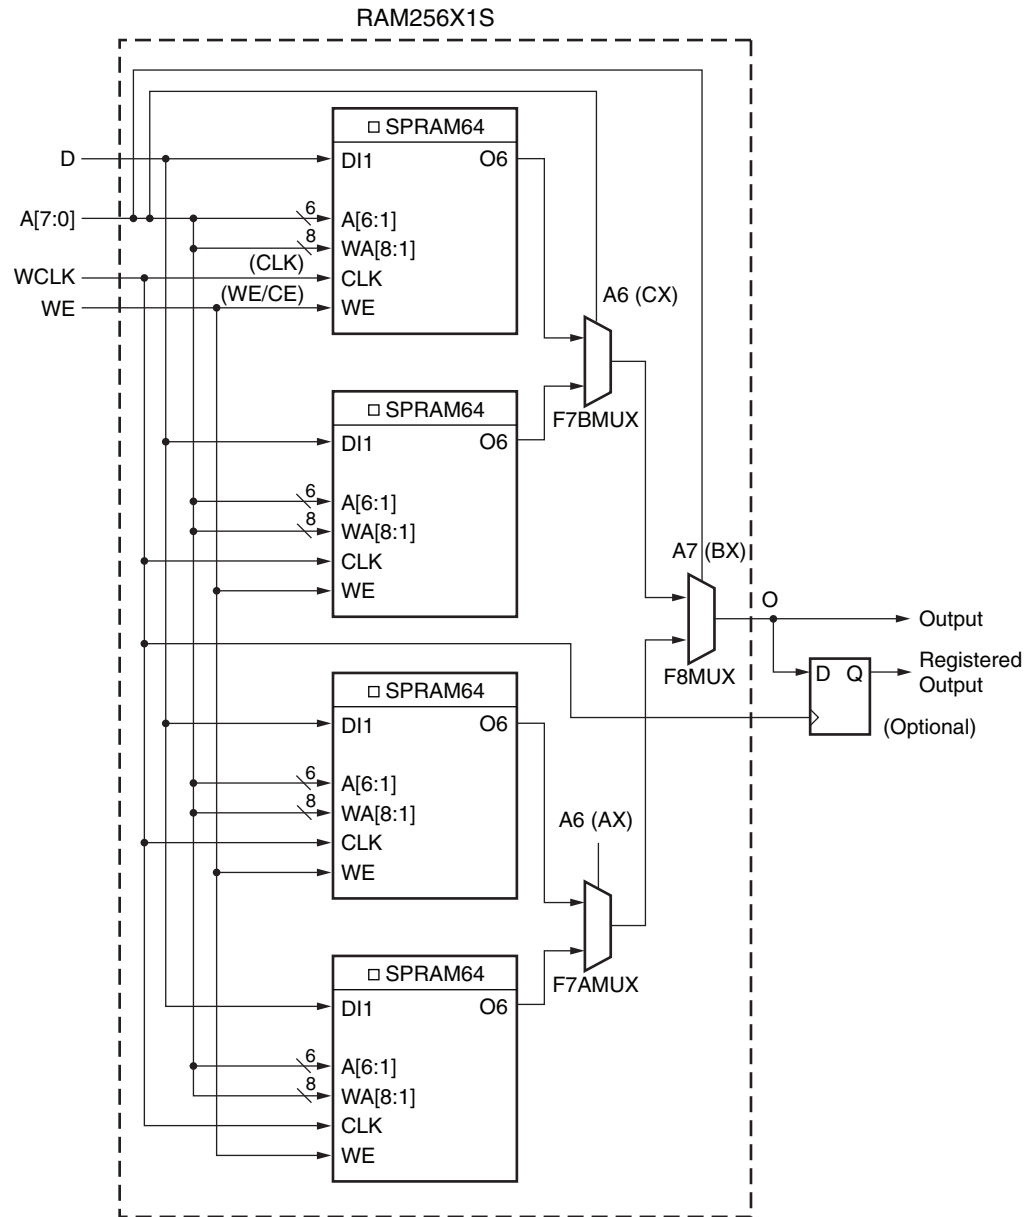 RAM256X1S
SPRAM64
D
DI1
O6
A[7:0]
6
A[6:1]
8
WA[8:1]
WCLK
(CLK)
CLK
WE
(WE/CE)
WE
A6 (CX)
F7BMUX
SPRAM64
DI1
O6
6
A[6:1]
8
WA[8:1]
CLK
WE
A7 (BX)
F8MUX
O
Output
D Q
Registered
Output
(Optional)
SPRAM64
DI1
O6
6
A[6:1]
8
WA[8:1]
CLK
WE
A6 (AX)
F7AMUX
SPRAM64
DI1
O6
6
A[6:1]
8
WA[8:1]
CLK
WE